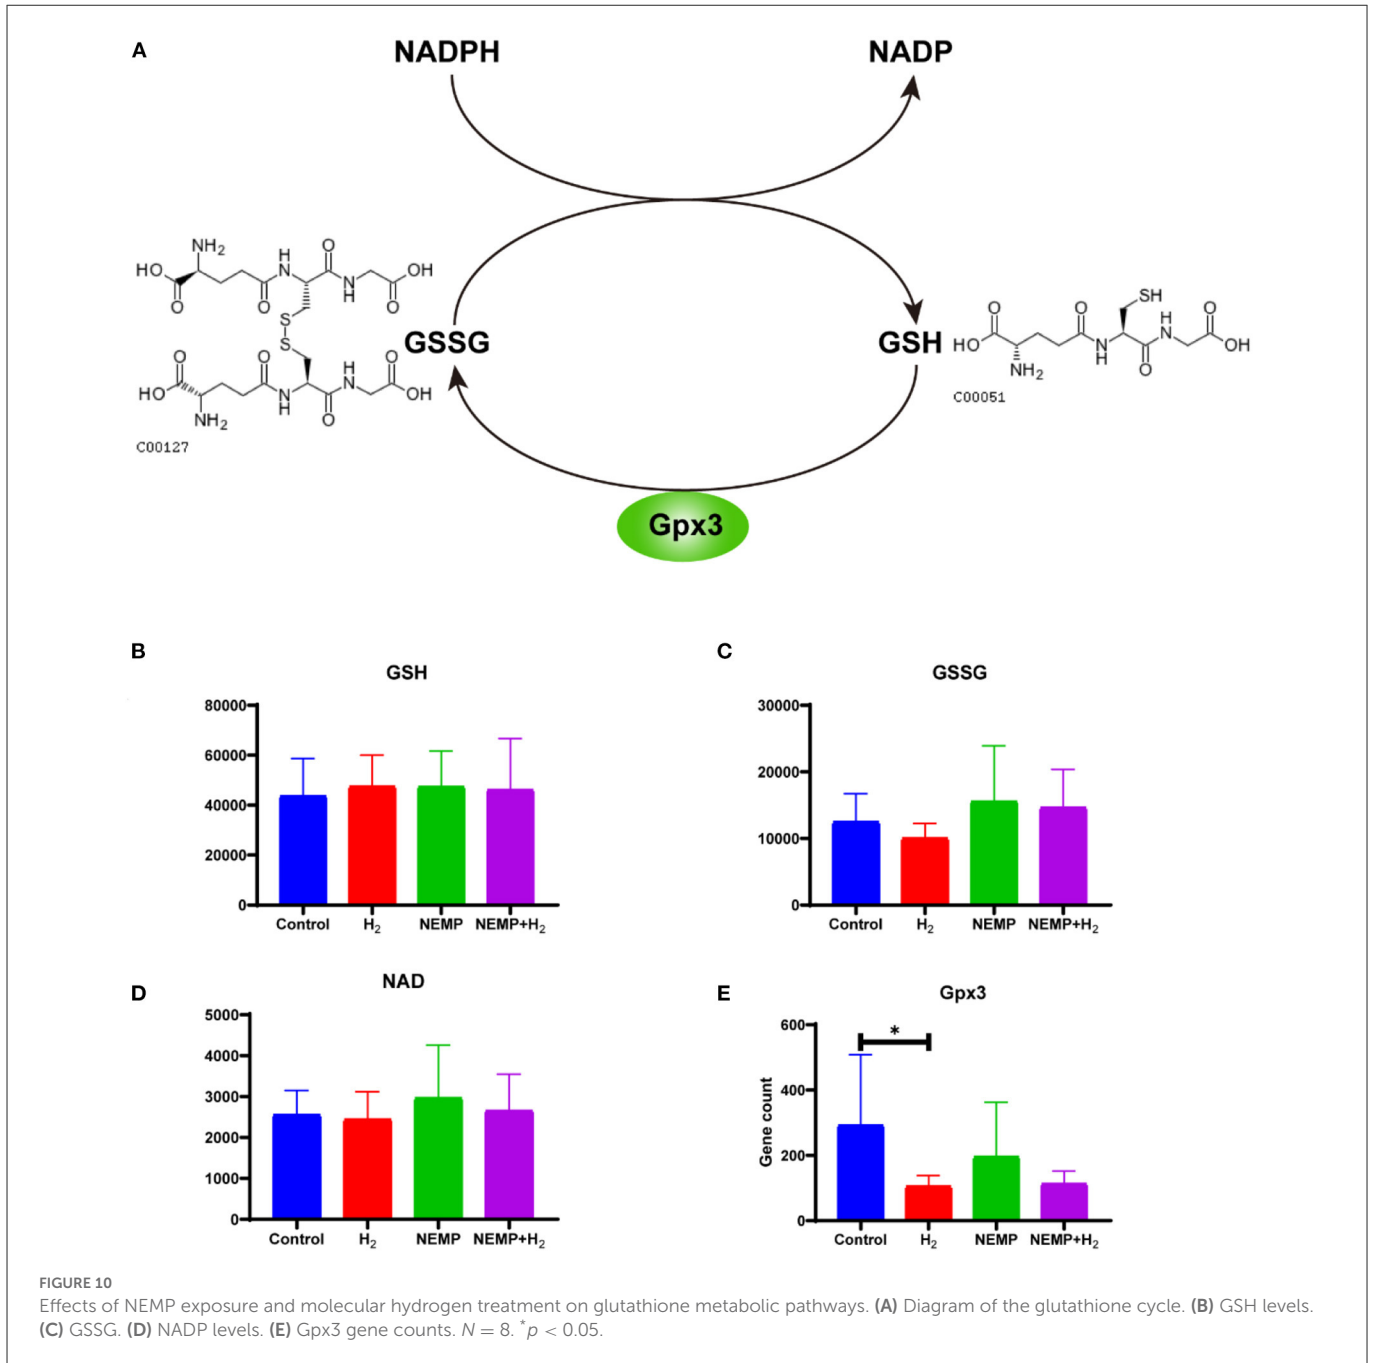 A
NADPH NADP
NH₂ H O
HO N N OH
O O H O
S
S
GSSG
O O H O
HO N N OH
NH₂ H O
C00127
SH
O O H O
GSH HO N N OH
NH₂ H O
C00051
Gpx3
B
GSH
80000
60000
40000
20000
0
Control H₂ NEMP NEMP+H₂
C
GSSG
30000
20000
10000
0
Control H₂ NEMP NEMP+H₂
D
NAD
5000
4000
3000
2000
1000
0
Control H₂ NEMP NEMP+H₂
E
Gpx3
Gene count
600
400
200
0
*
Control H₂ NEMP NEMP+H₂
FIGURE 10
Effects of NEMP exposure and molecular hydrogen treatment on glutathione metabolic pathways. (A) Diagram of the glutathione cycle. (B) GSH levels.
(C) GSSG. (D) NADP levels. (E) Gpx3 gene counts. N = 8. *p < 0.05.